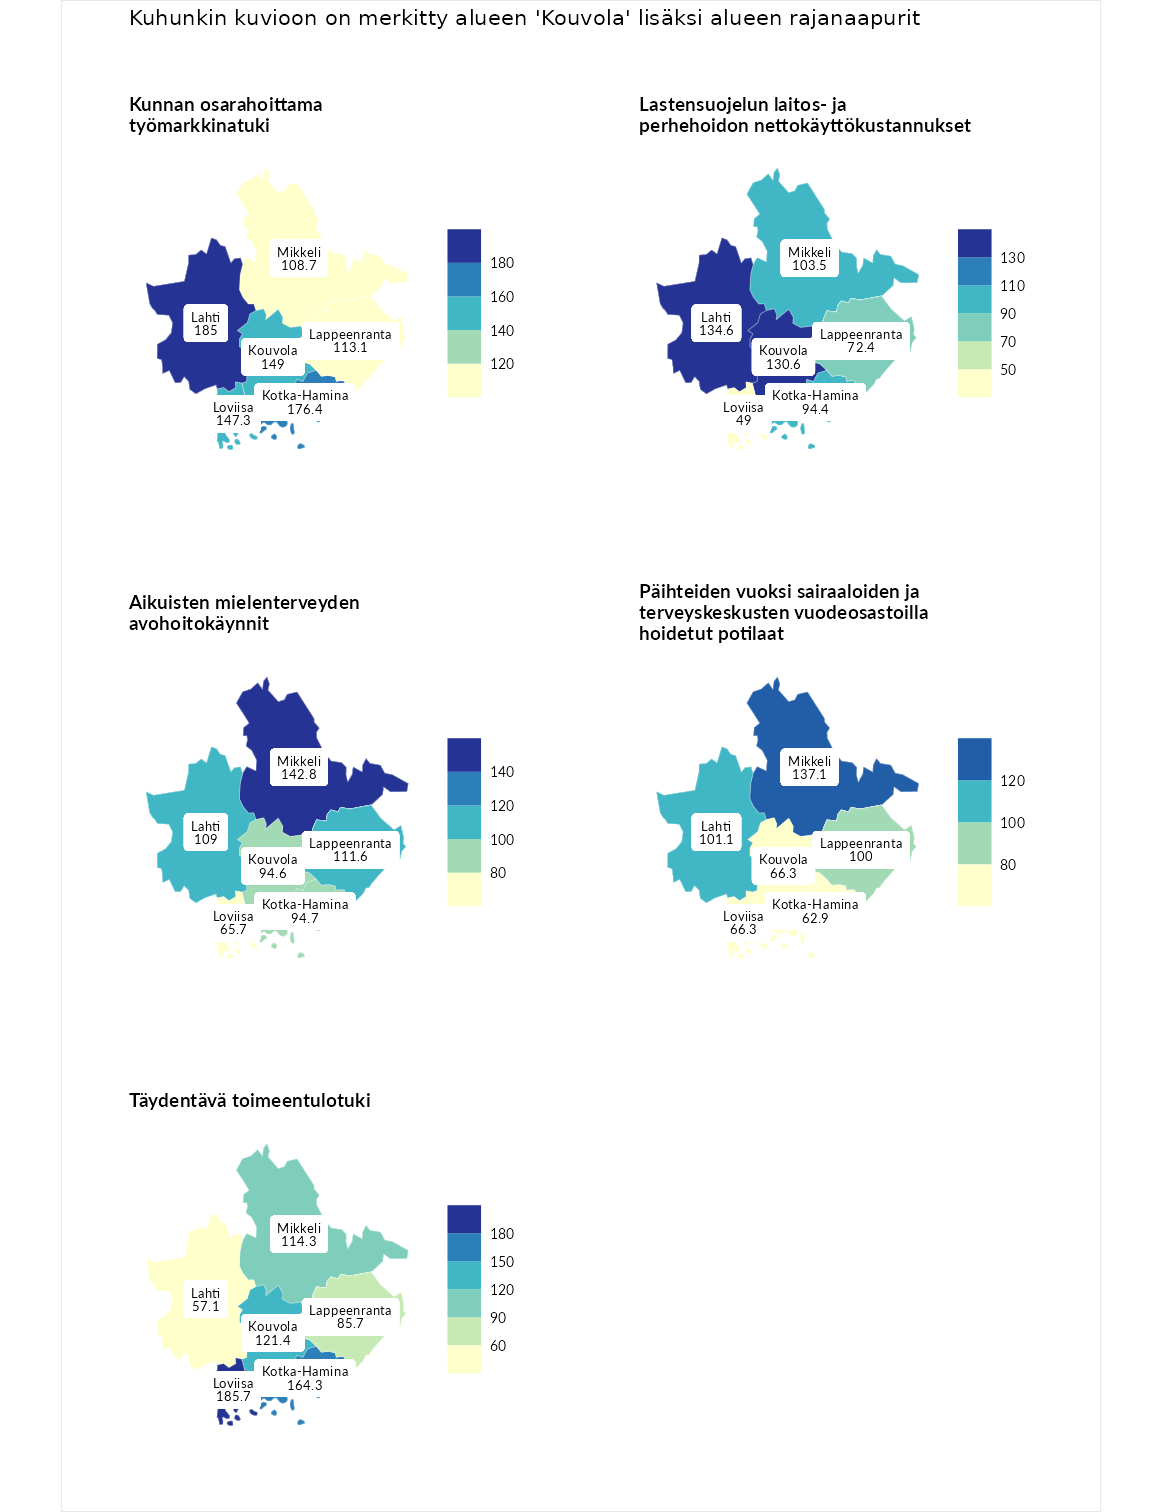 Kuhunkin kuvioon on merkitty alueen 'Kouvola' lisäksi alueen rajanaapurit
Kunnan osarahoittama
työmarkkinatuki
Mikkeli
108.7
Lahti
185
Lappeenranta
113.1
Kouvola
149
Kotka-Hamina
176.4
Loviisa
147.3
180
160
140
120
Lastensuojelun laitos- ja
perhehoidon nettokäyttökustannukset
Mikkeli
103.5
Lahti
134.6
Lappeenranta
72.4
Kouvola
130.6
Kotka-Hamina
94.4
Loviisa
49
130
110
90
70
50
Aikuisten mielenterveyden
avohoitokäynnit
Mikkeli
142.8
Lahti
109
Lappeenranta
111.6
Kouvola
94.6
Kotka-Hamina
94.7
Loviisa
65.7
140
120
100
80
Päihteiden vuoksi sairaaloiden ja
terveyskeskusten vuodeosastoilla
hoidetut potilaat
Mikkeli
137.1
Lahti
101.1
Lappeenranta
100
Kouvola
66.3
Kotka-Hamina
62.9
Loviisa
66.3
120
100
80
Täydentävä toimeentulotuki
Mikkeli
114.3
Lahti
57.1
Lappeenranta
85.7
Kouvola
121.4
Kotka-Hamina
164.3
Loviisa
185.7
180
150
120
90
60